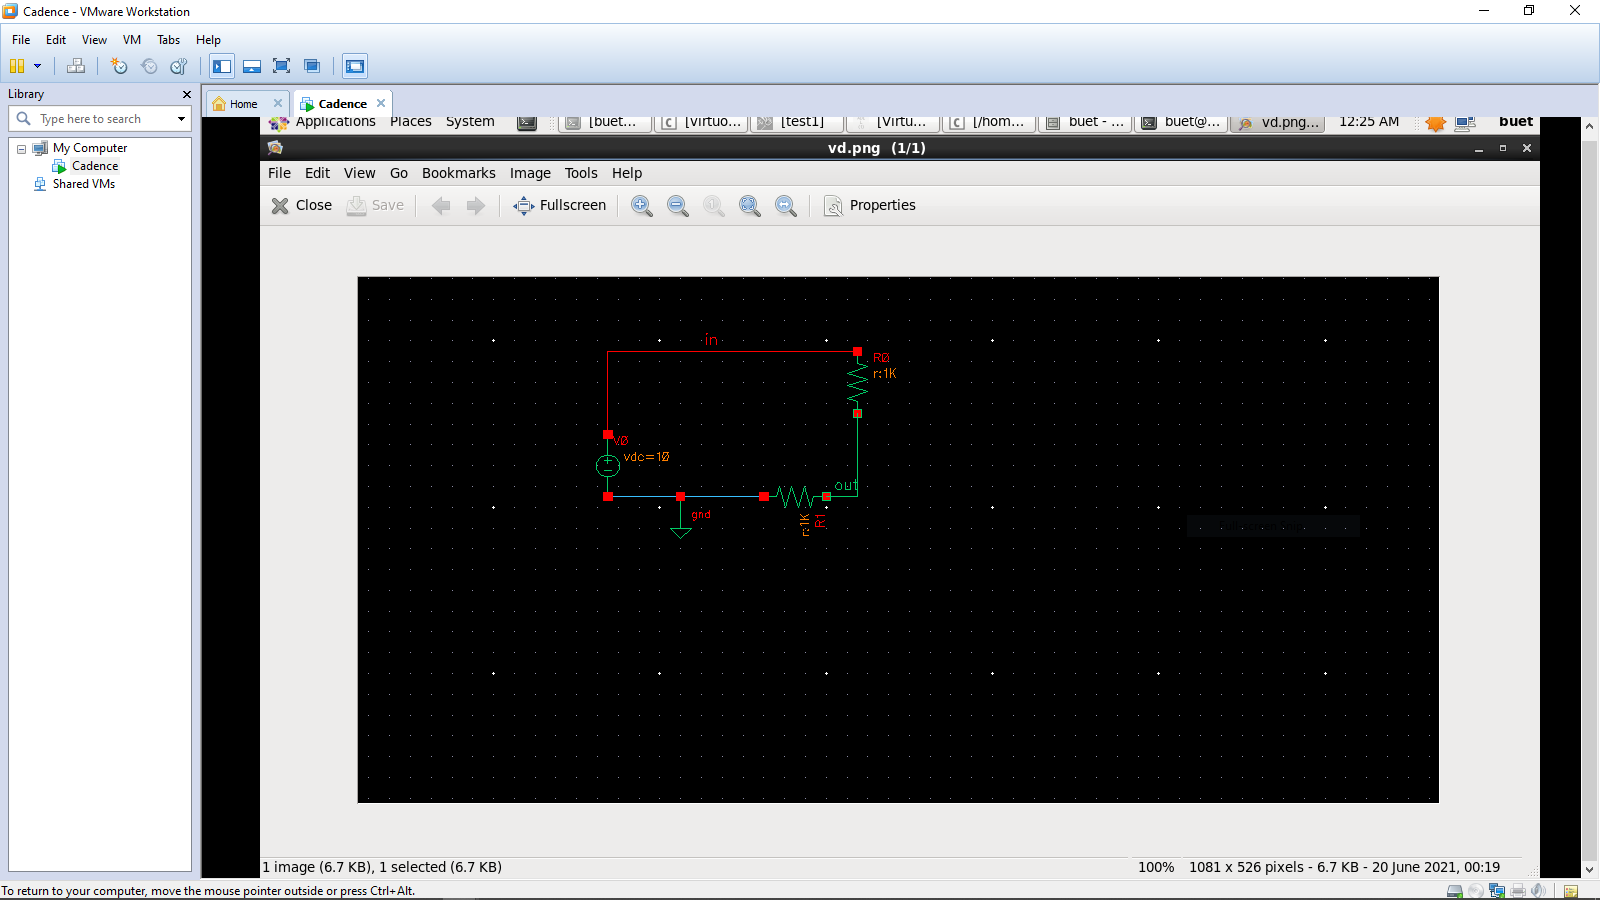 Cadence - VMware Workstation
File Edit View VM Tabs Help
Library
Type here to search
My Computer
Cadence
Shared VMs
Home Cadence
Applications Places System [buet... [Virtuo... [test1] [Virtu... [/hom... buet - ... buet@... vd.png... 12:25 AM buet
vd.png (1/1)
File Edit View Go Bookmarks Image Tools Help
Close Save Fullscreen Properties
in
R0
r:1K
V0
vdc=10
out
gnd
r:1K
R1
1 image (6.7 KB), 1 selected (6.7 KB) 100% 1081 x 526 pixels - 6.7 KB - 20 June 2021, 00:19
To return to your computer, move the mouse pointer outside or press Ctrl+Alt.